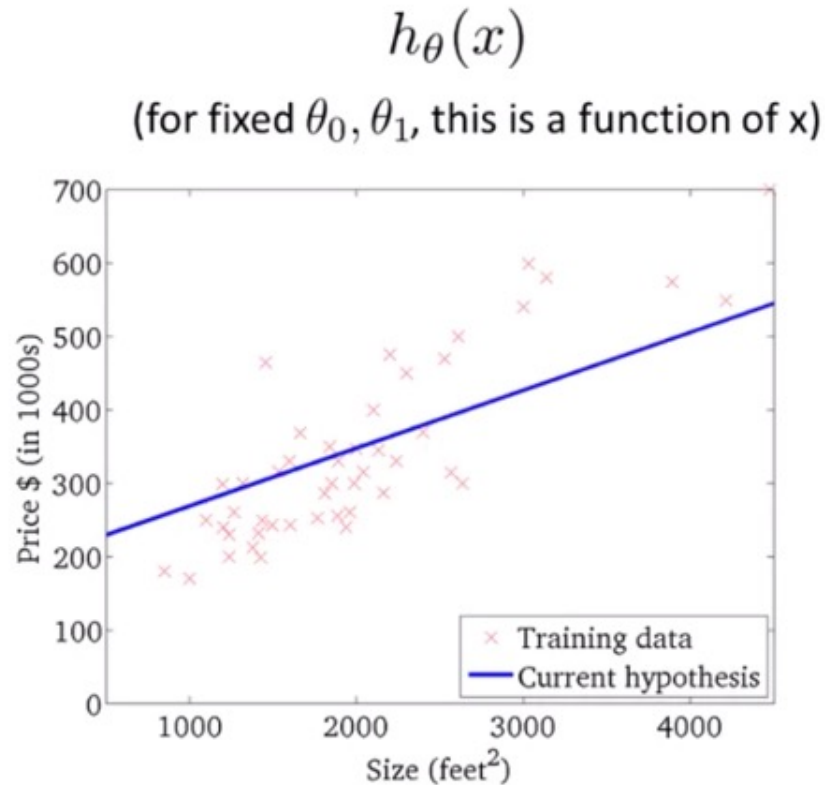 hθ(x)
(for fixed θ0, θ1, this is a function of x)
700
600
500
400
300
200
100
0
Price $ (in 1000s)
Training data
Current hypothesis
1000 2000 3000 4000
Size (feet²)